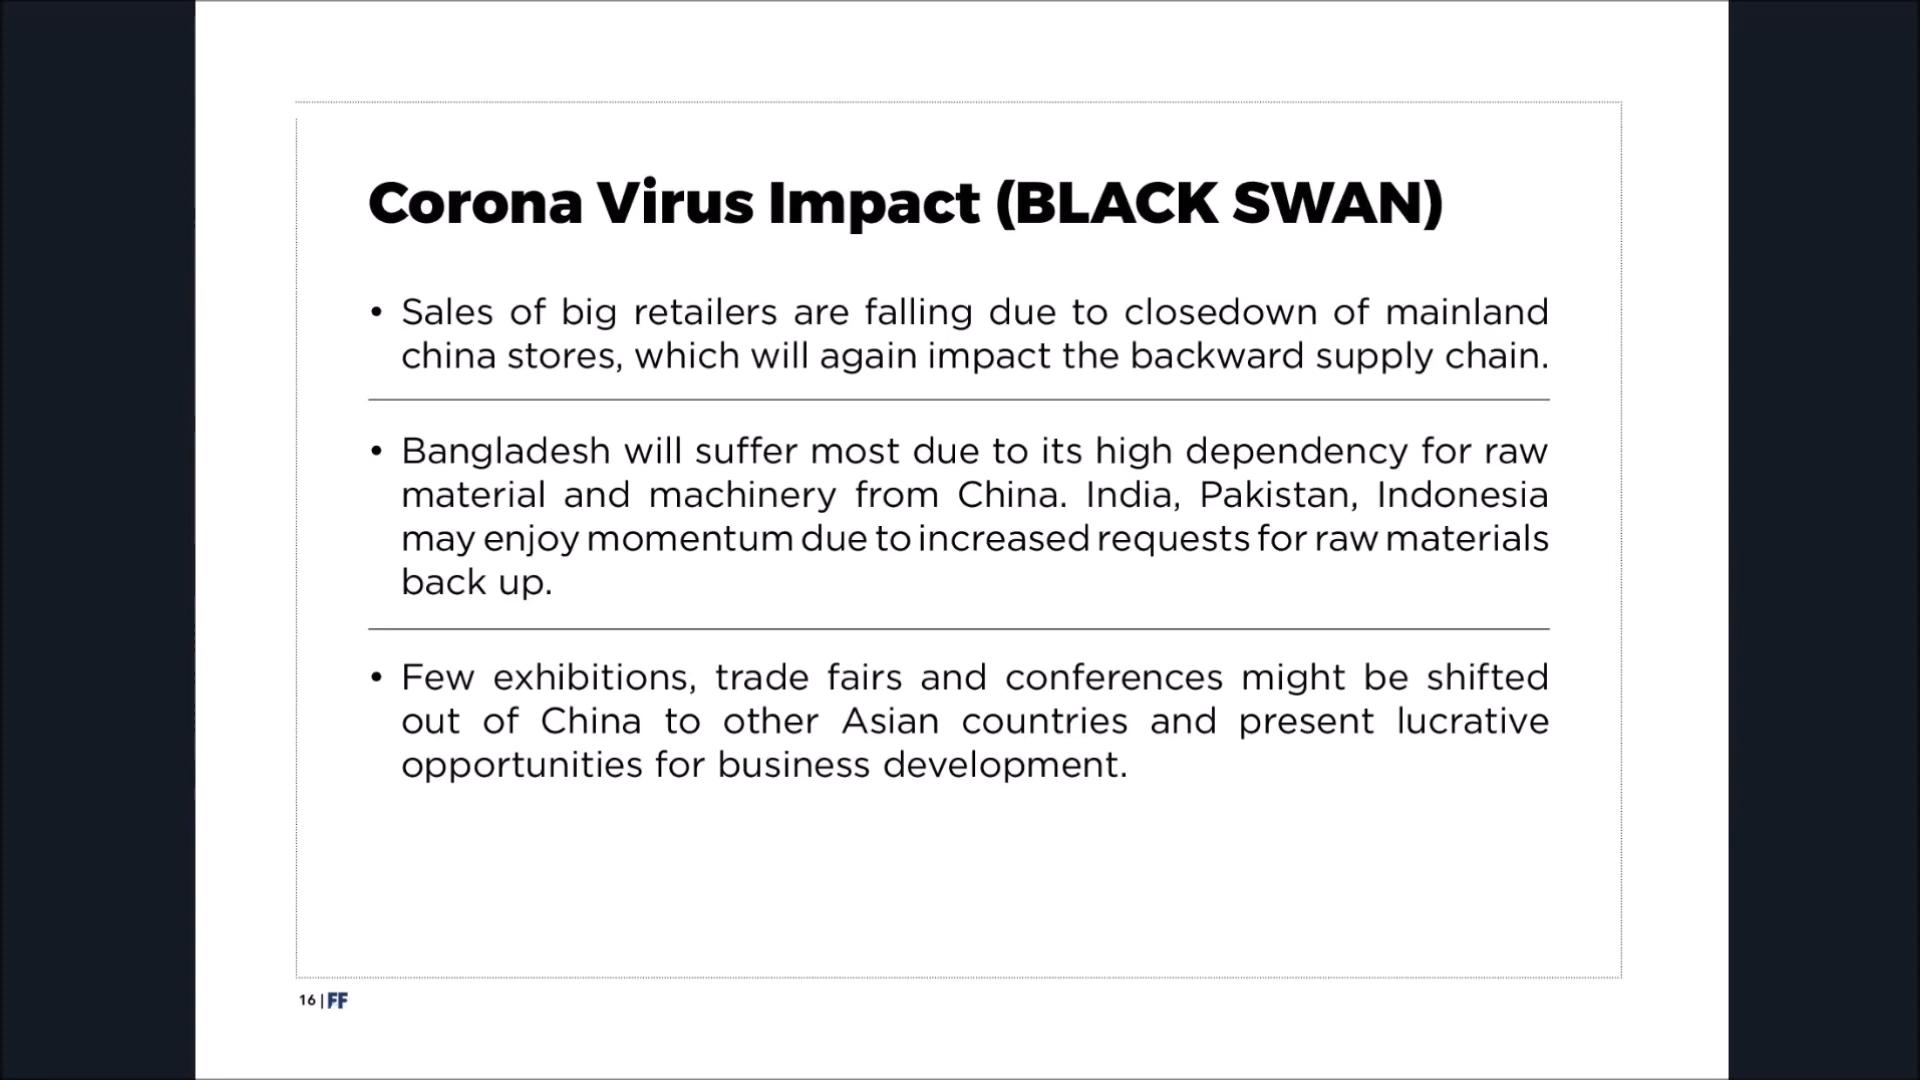 Corona Virus Impact (BLACK SWAN)
• Sales of big retailers are falling due to closedown of mainland
china stores, which will again impact the backward supply chain.
• Bangladesh will suffer most due to its high dependency for raw
material and machinery from China. India, Pakistan, Indonesia
may enjoy momentum due to increased requests for raw materials
back up.
• Few exhibitions, trade fairs and conferences might be shifted
out of China to other Asian countries and present lucrative
opportunities for business development.
16 | FF